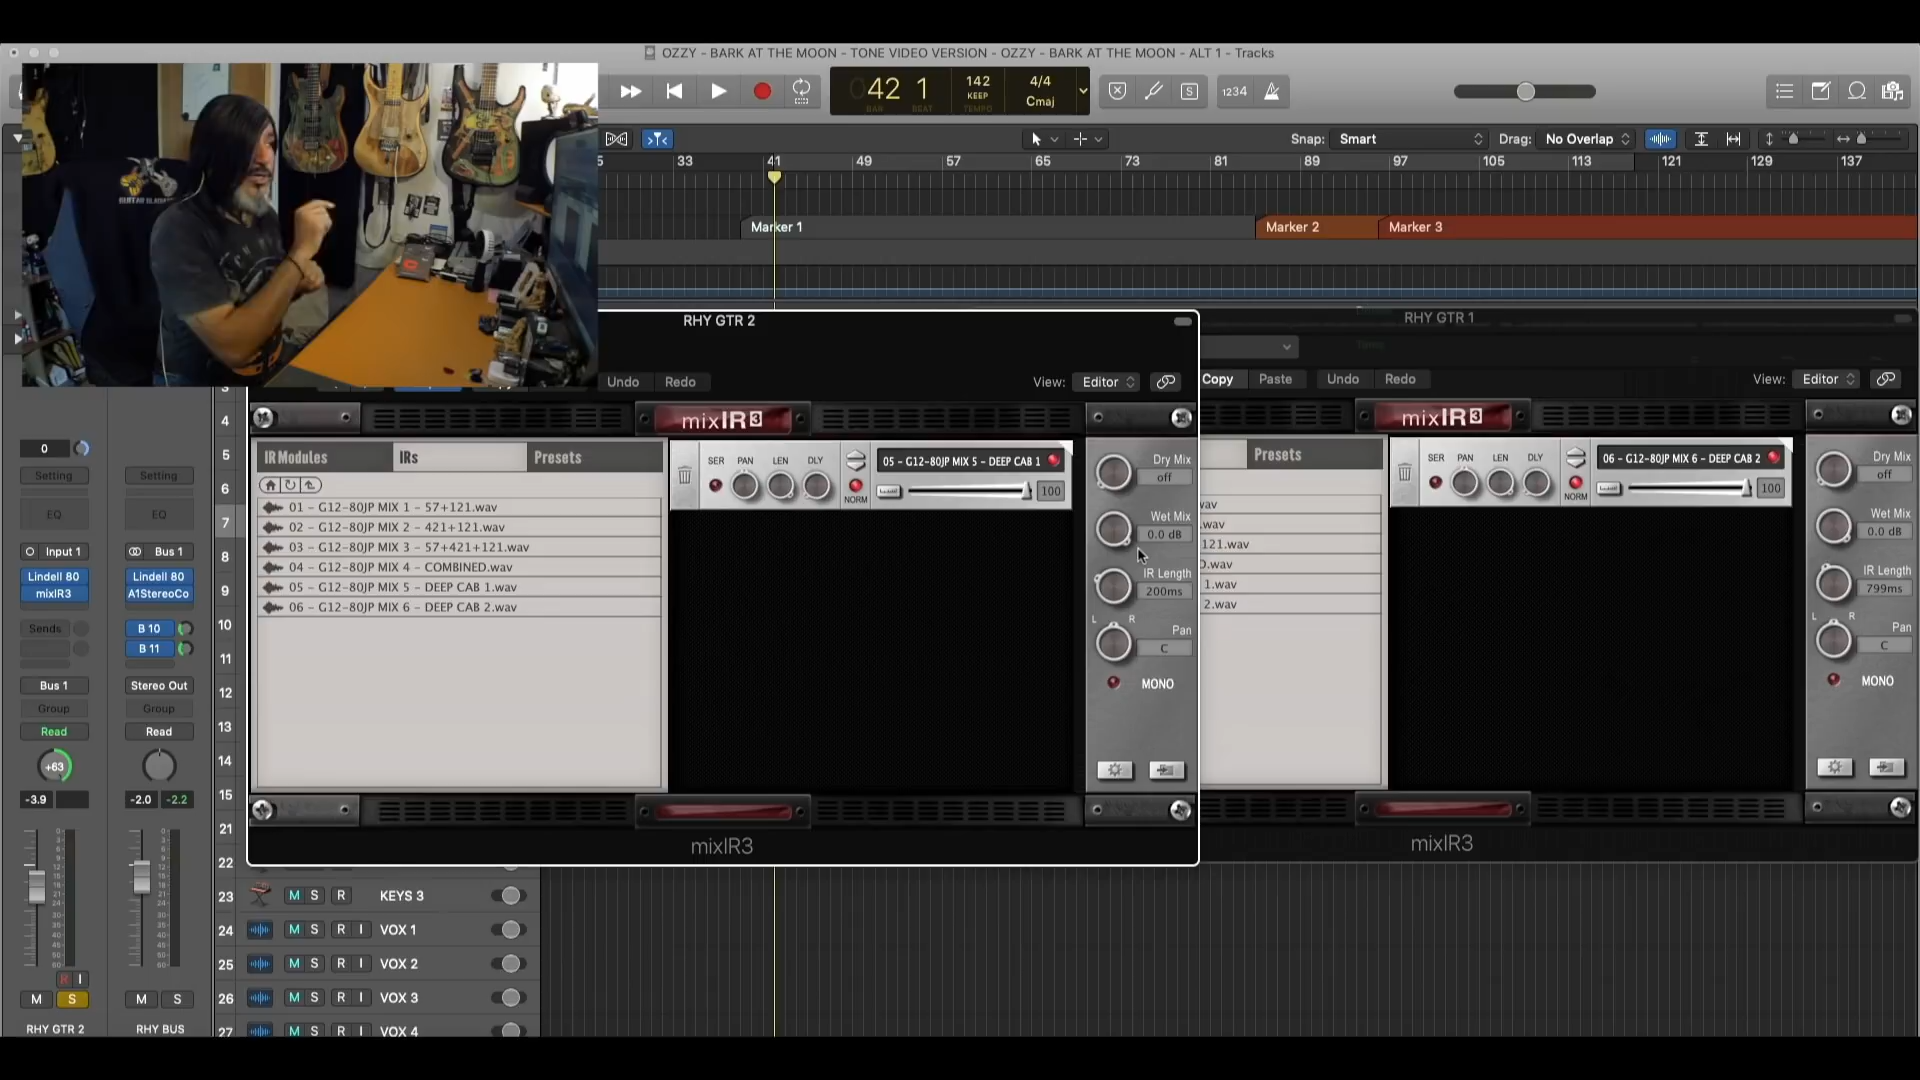 OZZY - BARK AT THE MOON - TONE VIDEO VERSION - OZZY - BARK AT THE MOON - ALT 1 - Tracks
42 1
BAR BEAT
142
KEEP
TEMPO
4/4
Cmaj
1234
Snap: Smart
Drag: No Overlap
33 41 49 57 65 73 81 89 97 105 113 121 129 137
Marker 1
Marker 2
Marker 3
RHY GTR 2
RHY GTR 1
Undo
Redo
View: Editor
Copy
Paste
Undo
Redo
View: Editor
mixIR3
mixIR3
IR Modules
IRs
Presets
01 - G12-80JP MIX 1 - 57+121.wav
02 - G12-80JP MIX 2 - 421+121.wav
03 - G12-80JP MIX 3 - 57+421+121.wav
04 - G12-80JP MIX 4 - COMBINED.wav
05 - G12-80JP MIX 5 - DEEP CAB 1.wav
06 - G12-80JP MIX 6 - DEEP CAB 2.wav
SER PAN LEN DLY
NORM
05 - G12-80JP MIX 5 - DEEP CAB 1
100
Dry Mix
off
Wet Mix
0.0 dB
IR Length
200ms
L R
Pan
C
MONO
mixIR3
Presets
.wav
121.wav
1.wav
2.wav
SER PAN LEN DLY
NORM
06 - G12-80JP MIX 6 - DEEP CAB 2
100
Dry Mix
off
Wet Mix
0.0 dB
IR Length
799ms
L R
Pan
C
MONO
mixIR3
0
Setting
EQ
Input 1
Lindell 80
mixIR3
Sends
Bus 1
Group
Read
+63
-3.9
R I
M S
RHY GTR 2
Setting
EQ
Bus 1
Lindell 80
A1StereoCo
B 10
B 11
Stereo Out
Group
Read
-2.0 -2.2
M S
RHY BUS
4
5
6
7
8
9
10
11
12
13
14
15
21
22
23 M S R KEYS 3
24 M S R I VOX 1
25 M S R I VOX 2
26 M S R I VOX 3
27 M S R I VOX 4